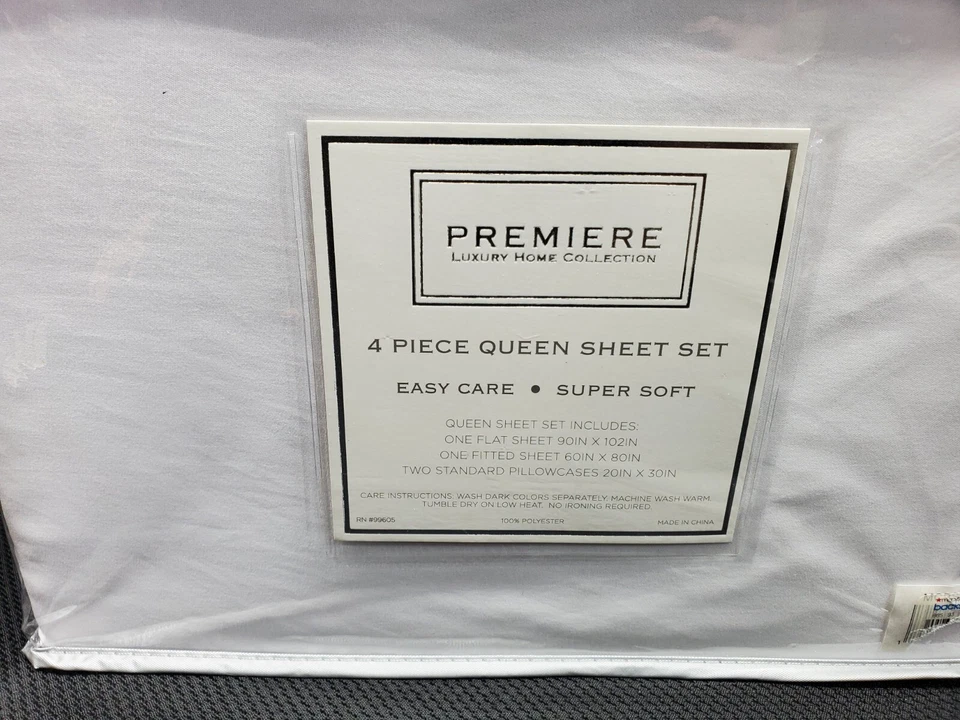 PREMIERE
LUXURY HOME COLLECTION
4 PIECE QUEEN SHEET SET
EASY CARE • SUPER SOFT
QUEEN SHEET SET INCLUDES:
ONE FLAT SHEET 90IN X 102IN
ONE FITTED SHEET 60IN X 80IN
TWO STANDARD PILLOWCASES 20IN X 30IN
CARE INSTRUCTIONS. WASH DARK COLORS SEPARATELY. MACHINE WASH WARM.
TUMBLE DRY ON LOW HEAT. NO IRONING REQUIRED.
RN #99605 100% POLYESTER MADE IN CHINA